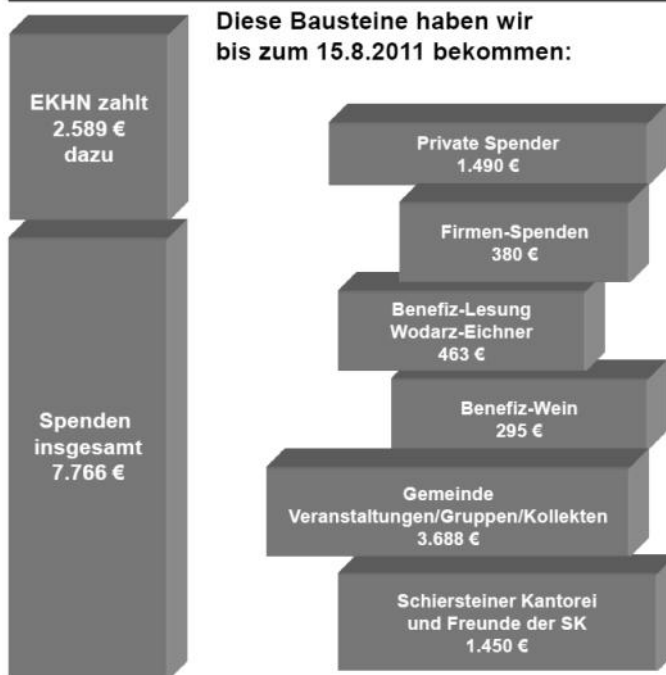 Diese Bausteine haben wir
bis zum 15.8.2011 bekommen:
EKHN zahlt
2.589 €
dazu
Spenden
insgesamt
7.766 €
Private Spender
1.490 €
Firmen-Spenden
380 €
Benefiz-Lesung
Wodarz-Eichner
463 €
Benefiz-Wein
295 €
Gemeinde
Veranstaltungen/Gruppen/Kollekten
3.688 €
Schiersteiner Kantorei
und Freunde der SK
1.450 €